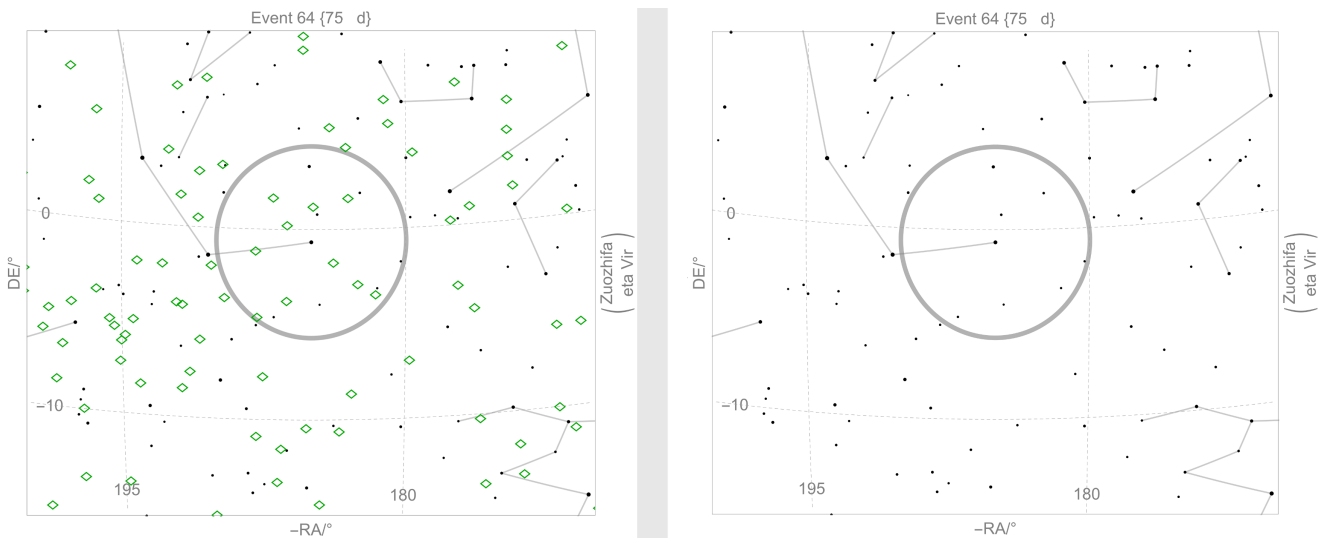 Event 64 {75 d}
0
DE/°
–10
195
180
–RA/°
(Zuozhifa
eta Vir)
Event 64 {75 d}
0
DE/°
–10
195
180
–RA/°
(Zuozhifa
eta Vir)